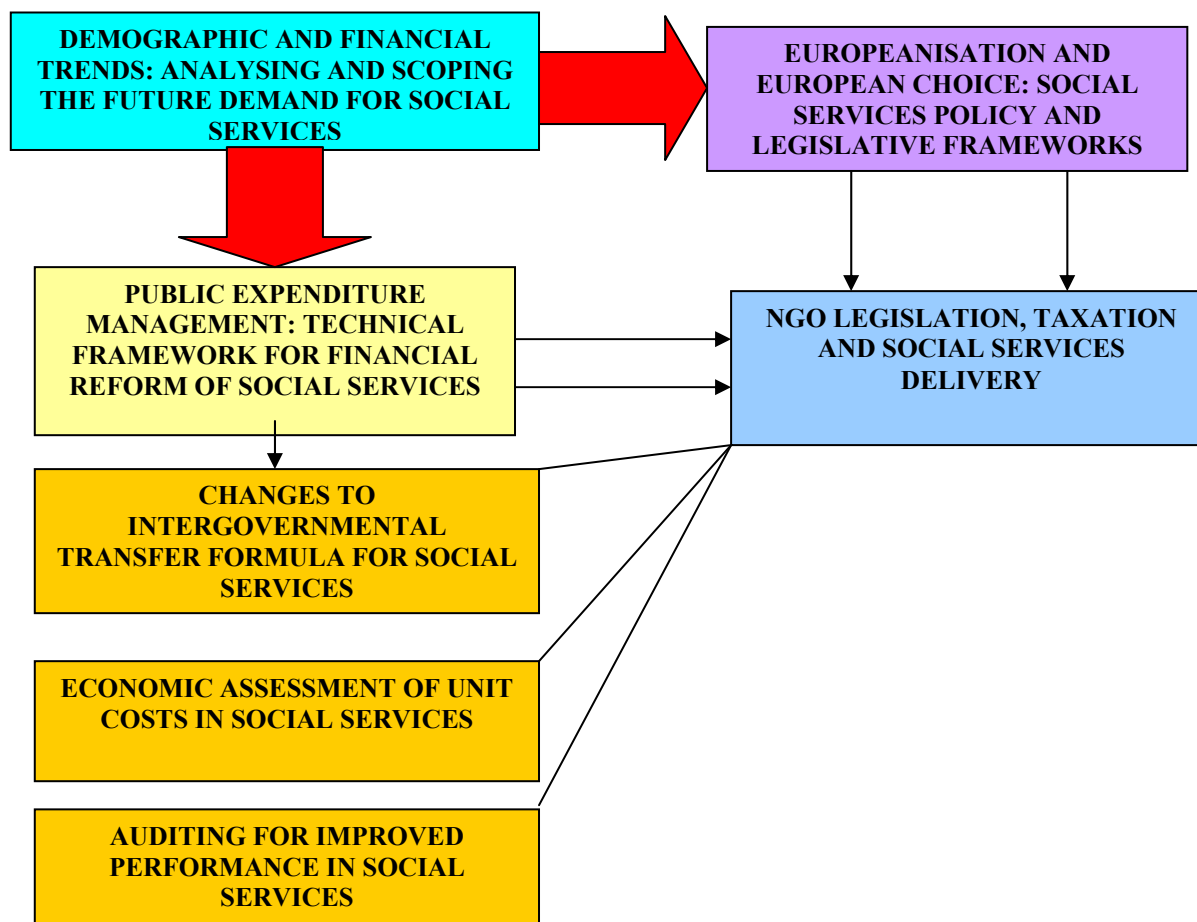 DEMOGRAPHIC AND FINANCIAL
TRENDS: ANALYSING AND SCOPING
THE FUTURE DEMAND FOR SOCIAL
SERVICES
EUROPEANISATION AND
EUROPEAN CHOICE: SOCIAL
SERVICES POLICY AND
LEGISLATIVE FRAMEWORKS
PUBLIC EXPENDITURE
MANAGEMENT: TECHNICAL
FRAMEWORK FOR FINANCIAL
REFORM OF SOCIAL SERVICES
NGO LEGISLATION, TAXATION
AND SOCIAL SERVICES
DELIVERY
CHANGES TO
INTERGOVERNMENTAL
TRANSFER FORMULA FOR SOCIAL
SERVICES
ECONOMIC ASSESSMENT OF UNIT
COSTS IN SOCIAL SERVICES
AUDITING FOR IMPROVED
PERFORMANCE IN SOCIAL
SERVICES